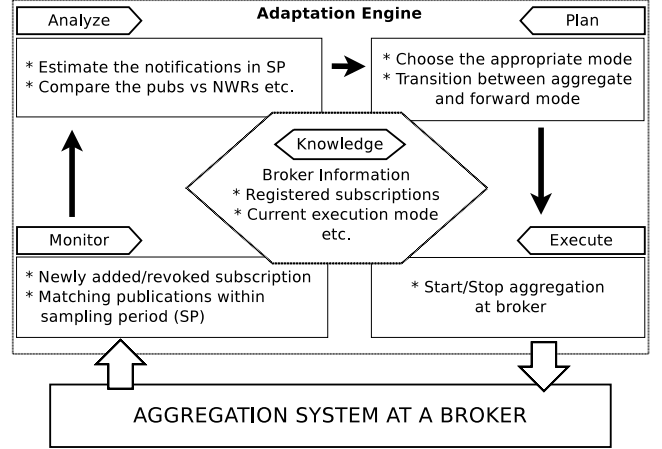 Adaptation Engine
Analyze
* Estimate the notifications in SP
* Compare the pubs vs NWRs etc.
Plan
* Choose the appropriate mode
* Transition between aggregate
and forward mode
Knowledge
Broker Information
* Registered subscriptions
* Current execution mode
etc.
Monitor
* Newly added/revoked subscription
* Matching publications within
sampling period (SP)
Execute
* Start/Stop aggregation
at broker
AGGREGATION SYSTEM AT A BROKER